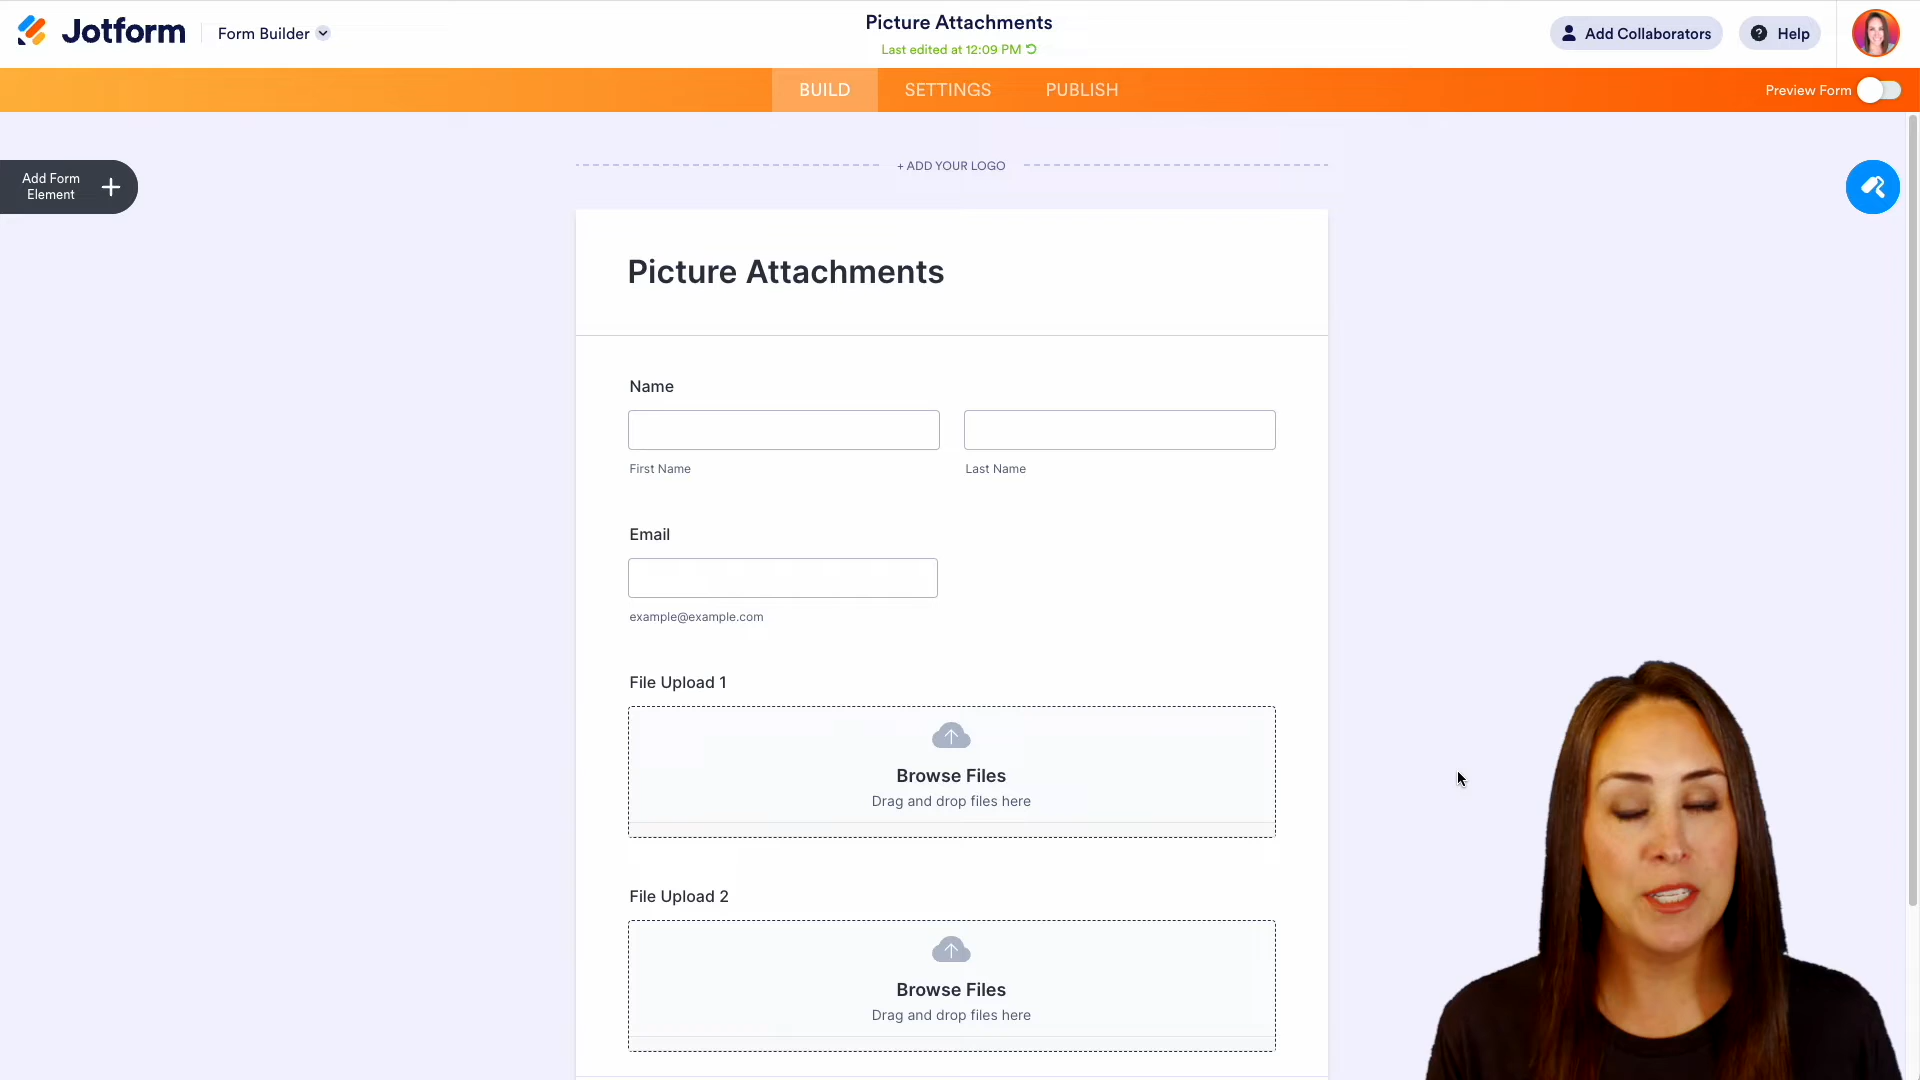 Jotform
Form Builder
Picture Attachments
Last edited at 12:09 PM
Add Collaborators
Help
BUILD
SETTINGS
PUBLISH
Preview Form
Add Form
Element
+ ADD YOUR LOGO
Picture Attachments
Name
First Name
Last Name
Email
example@example.com
File Upload 1
Browse Files
Drag and drop files here
File Upload 2
Browse Files
Drag and drop files here